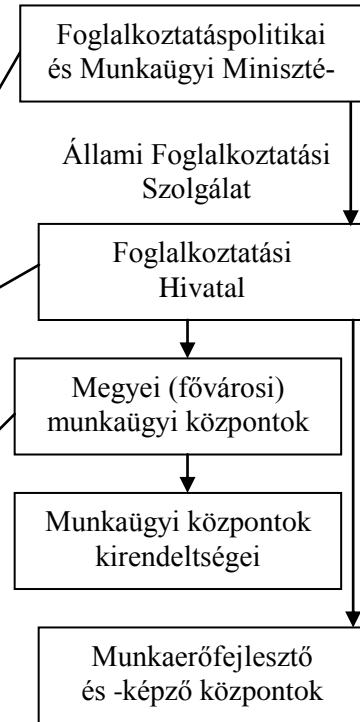 Foglalkoztatáspolitikai
és Munkaügyi Miniszté-
Állami Foglalkoztatási
Szolgálat
Foglalkoztatási
Hivatal
Megyei (fővárosi)
munkaügyi központok
Munkaügyi központok
kirendeltségei
Munkaerőfejlesztő
és -képző központok